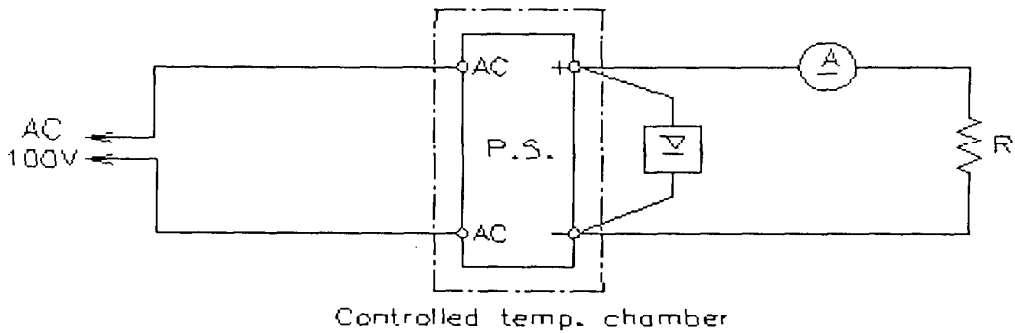 AC
100V
AC
AC
P.S.
+
-
A
V
R
Controlled temp. chamber